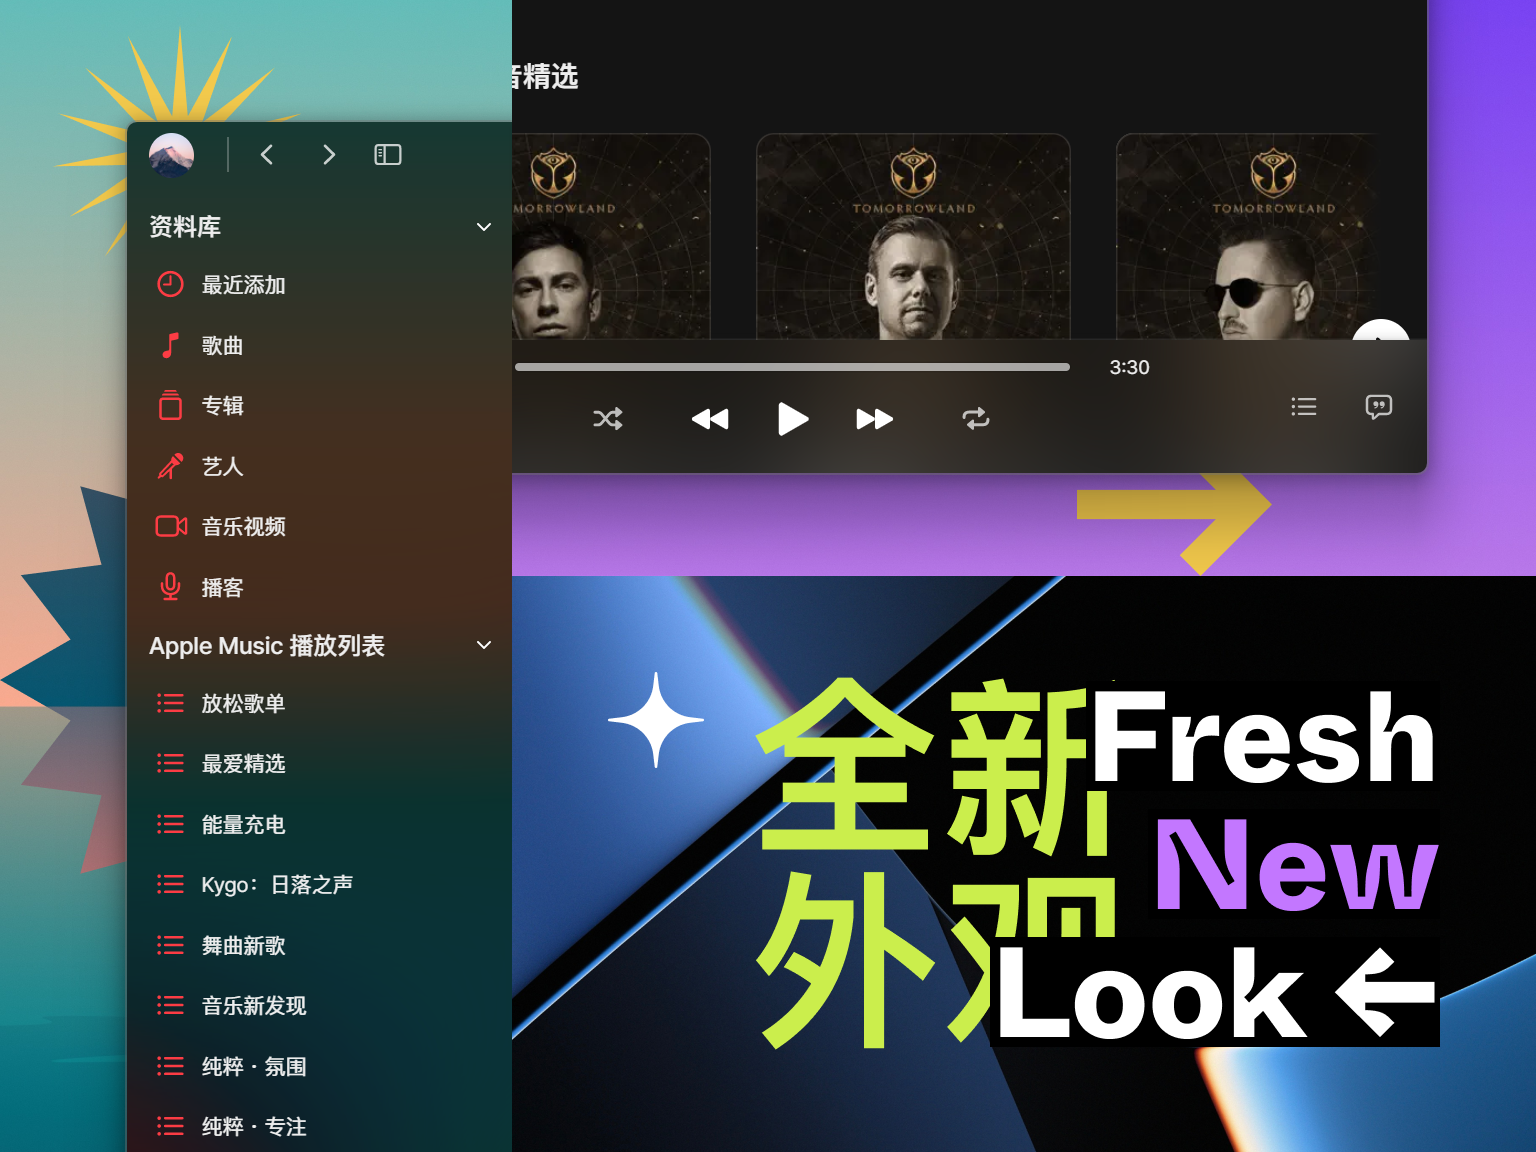 资料库
最近添加
歌曲
专辑
艺人
音乐视频
播客
Apple Music 播放列表
放松歌单
最爱精选
能量充电
Kygo：日落之声
舞曲新歌
音乐新发现
纯粹 · 氛围
纯粹 · 专注
音精选
MORROWLAND
TOMORROWLAND
TOMORROWLAND
3:30
全新
外观
Fresh
New
Look